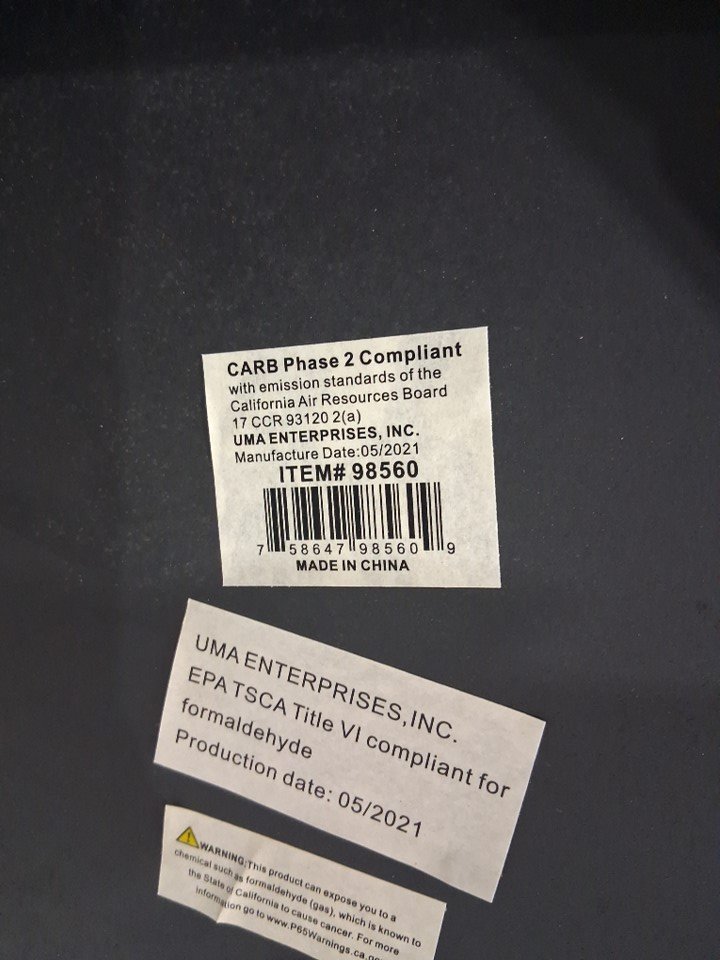 CARB Phase 2 Compliant
with emission standards of the
California Air Resources Board
17 CCR 93120 2(a)
UMA ENTERPRISES, INC.
Manufacture Date:05/2021
ITEM# 98560
7 58647 98560 9
MADE IN CHINA
UMA ENTERPRISES,INC.
EPA TSCA Title VI compliant for
formaldehyde
Production date: 05/2021
WARNING:This product can expose you to a
chemical such as formaldehyde (gas), which is known to
the State of California to cause cancer. For more
information go to www.P65Warnings.ca.